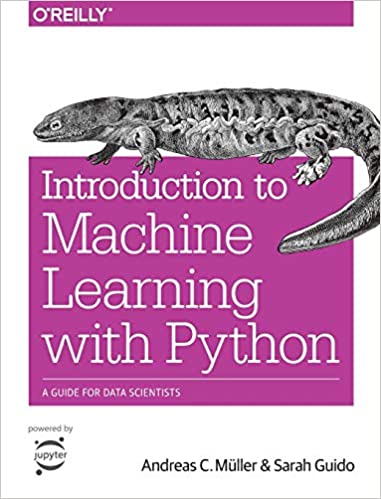 O'REILLY®
Introduction to
Machine
Learning
with Python
A GUIDE FOR DATA SCIENTISTS
powered by
jupyter
Andreas C. Müller & Sarah Guido